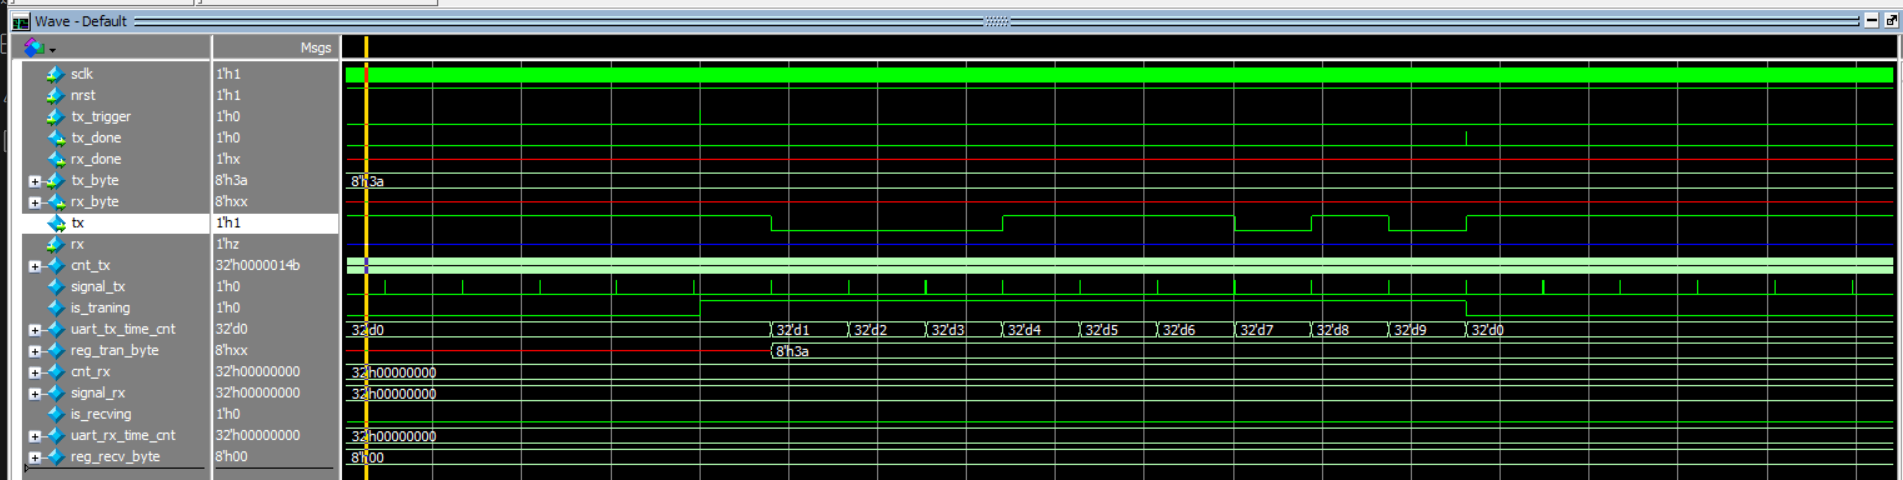 Wave - Default
Msgs
sclk 1'h1
nrst 1'h1
tx_trigger 1'h0
tx_done 1'h0
rx_done 1'hx
tx_byte 8'h3a 8'h3a
rx_byte 8'hxx
tx 1'h1
rx 1'hz
cnt_tx 32'h0000014b
signal_tx 1'h0
is_traning 1'h0
uart_tx_time_cnt 32'd0 32'd0 32'd1 32'd2 32'd3 32'd4 32'd5 32'd6 32'd7 32'd8 32'd9 32'd0
reg_tran_byte 8'hxx 8'h3a
cnt_rx 32'h00000000 32'h00000000
signal_rx 32'h00000000 32'h00000000
is_recving 1'h0
uart_rx_time_cnt 32'h00000000 32'h00000000
reg_recv_byte 8'h00 8'h00